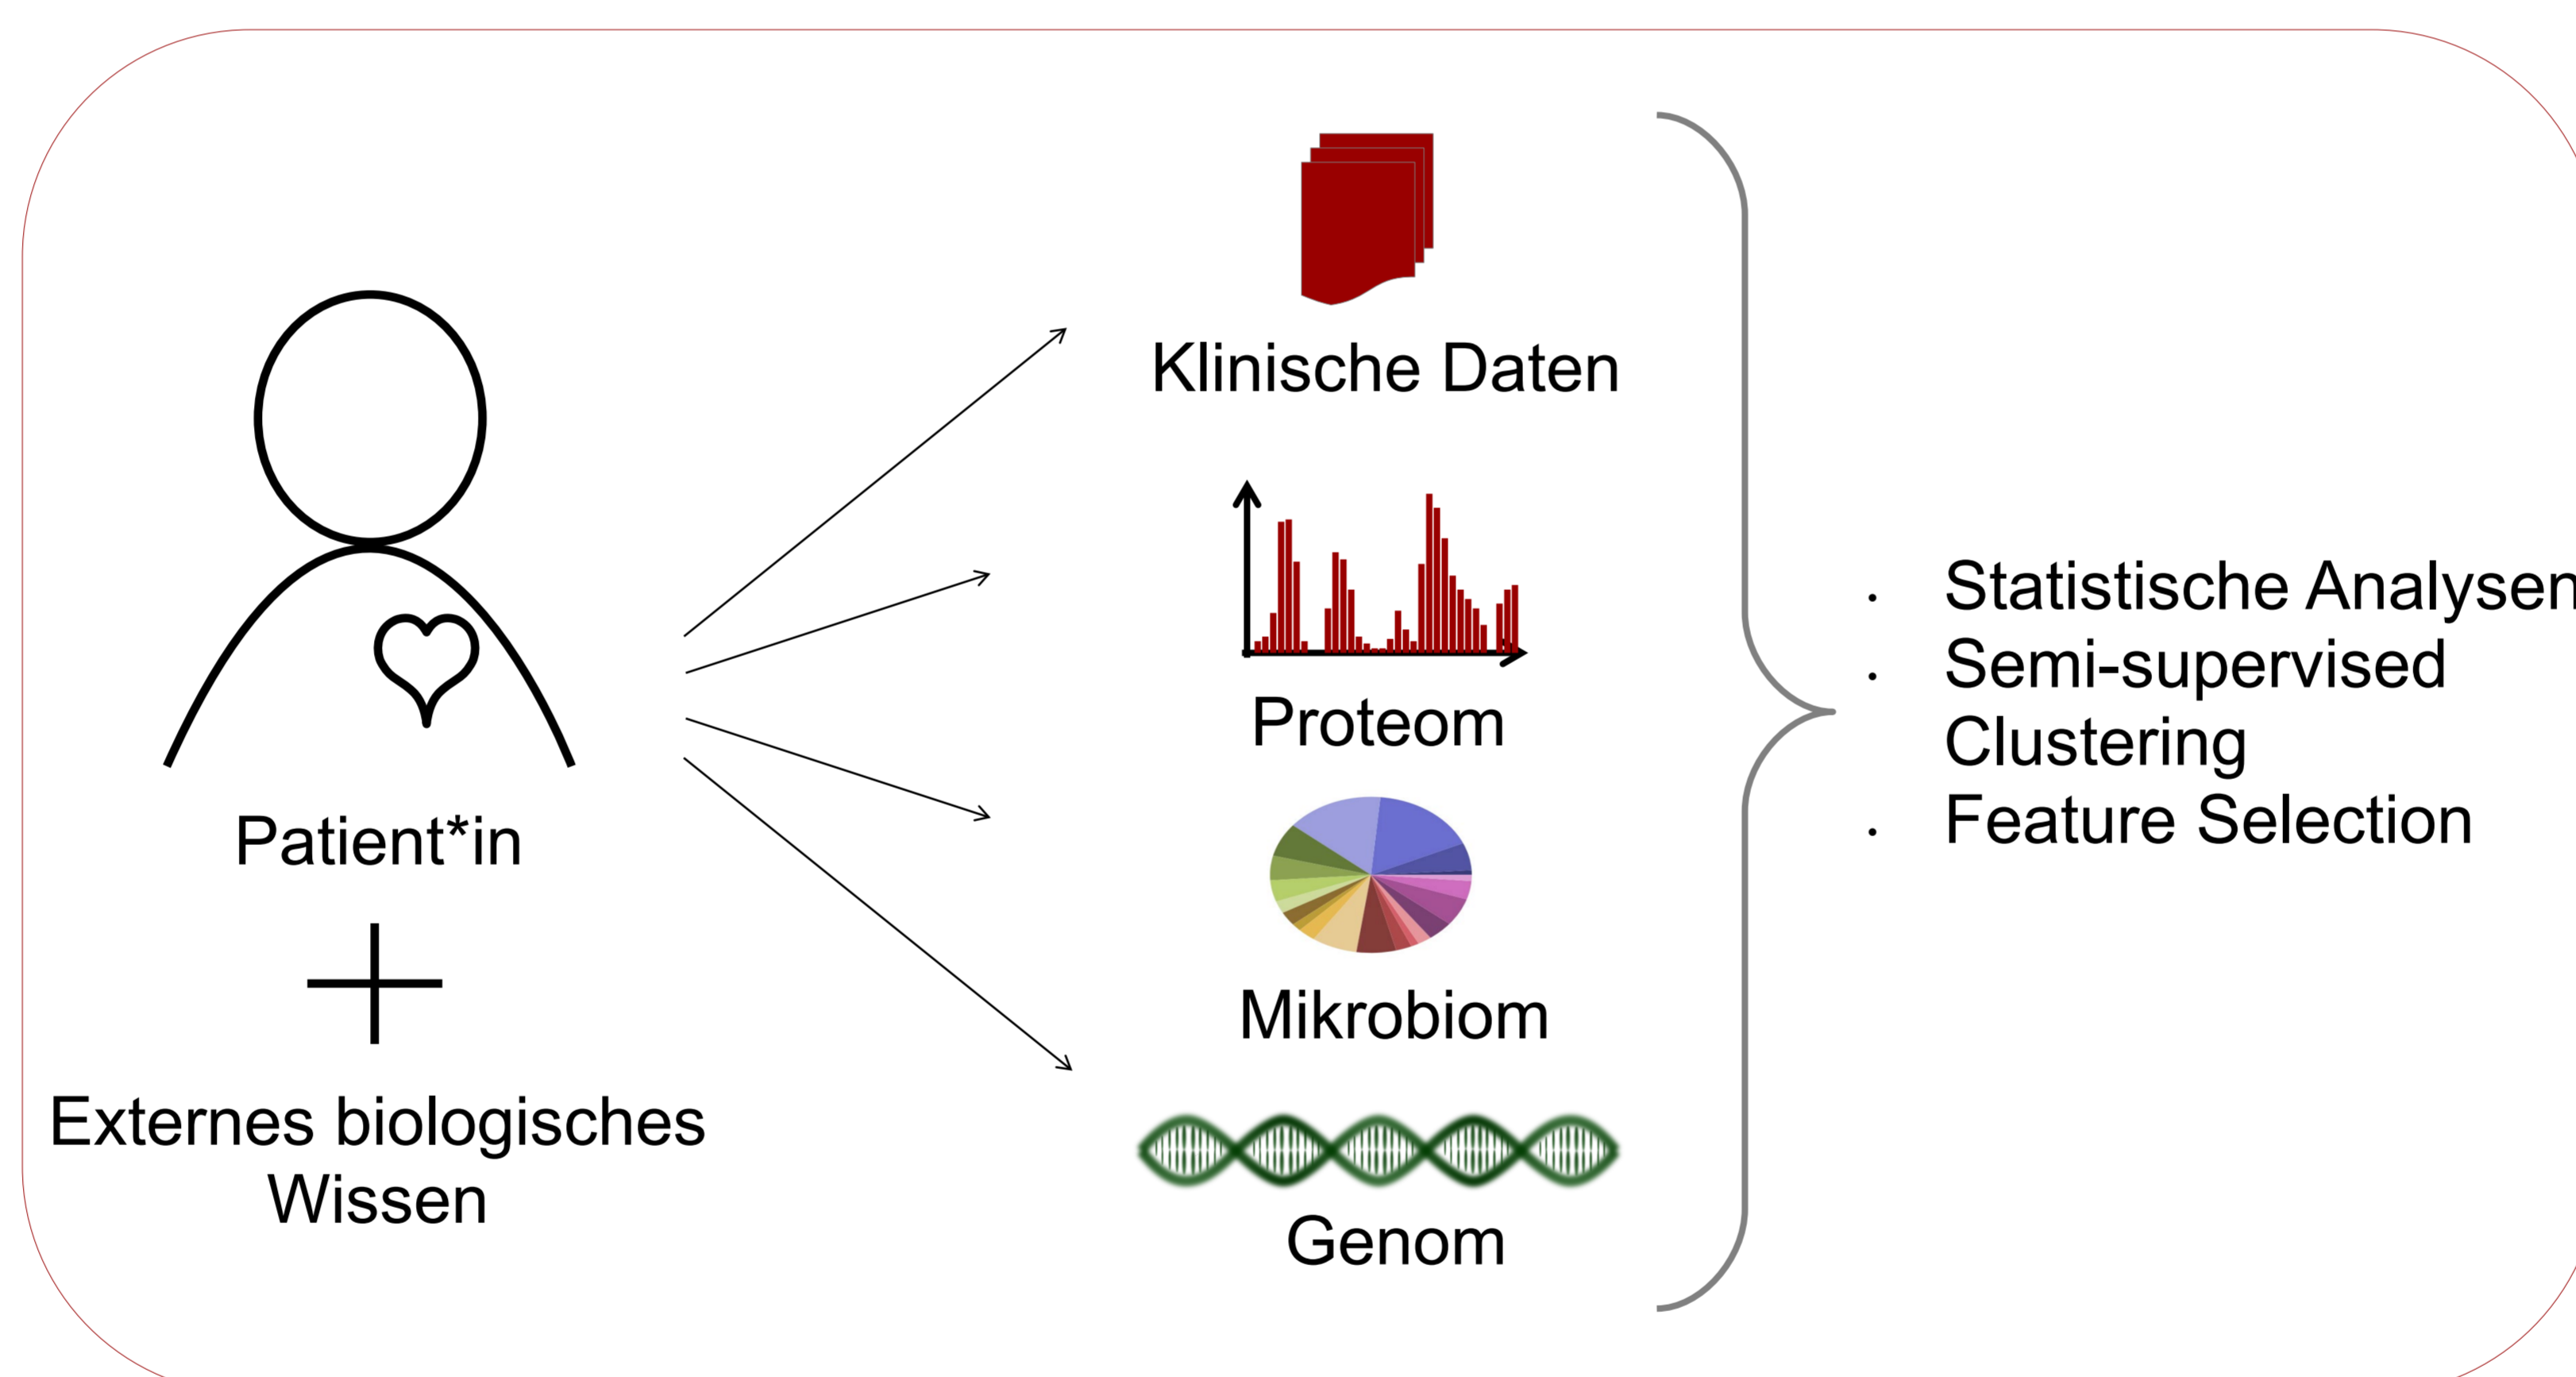 Patient*in
Externes biologisches
Wissen
Klinische Daten
Proteom
Mikrobiom
Genom
. Statistische Analysen
. Semi-supervised
Clustering
. Feature Selection